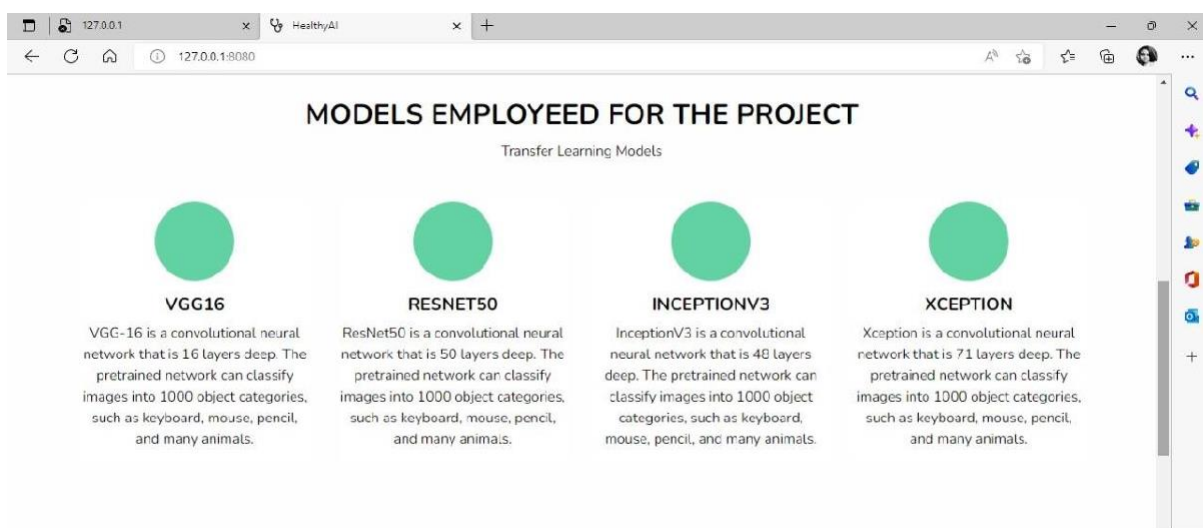 127.0.0.1
HealthyAI
127.0.0.1:8080
MODELS EMPLOYEED FOR THE PROJECT
Transfer Learning Models
VGG16
VGG-16 is a convolutional neural
network that is 16 layers deep. The
pretrained network can classify
images into 1000 object categories,
such as keyboard, mouse, pencil,
and many animals.
RESNET50
ResNet50 is a convolutional neural
network that is 50 layers deep. The
pretrained network can classify
images into 1000 object categories,
such as keyboard, mouse, pencil,
and many animals.
INCEPTIONV3
InceptionV3 is a convolutional
neural network that is 48 layers
deep. The pretrained network can
classify images into 1000 object
categories, such as keyboard,
mouse, pencil, and many animals.
XCEPTION
Xception is a convolutional neural
network that is 71 layers deep. The
pretrained network can classify
images into 1000 object categories,
such as keyboard, mouse, pencil,
and many animals.